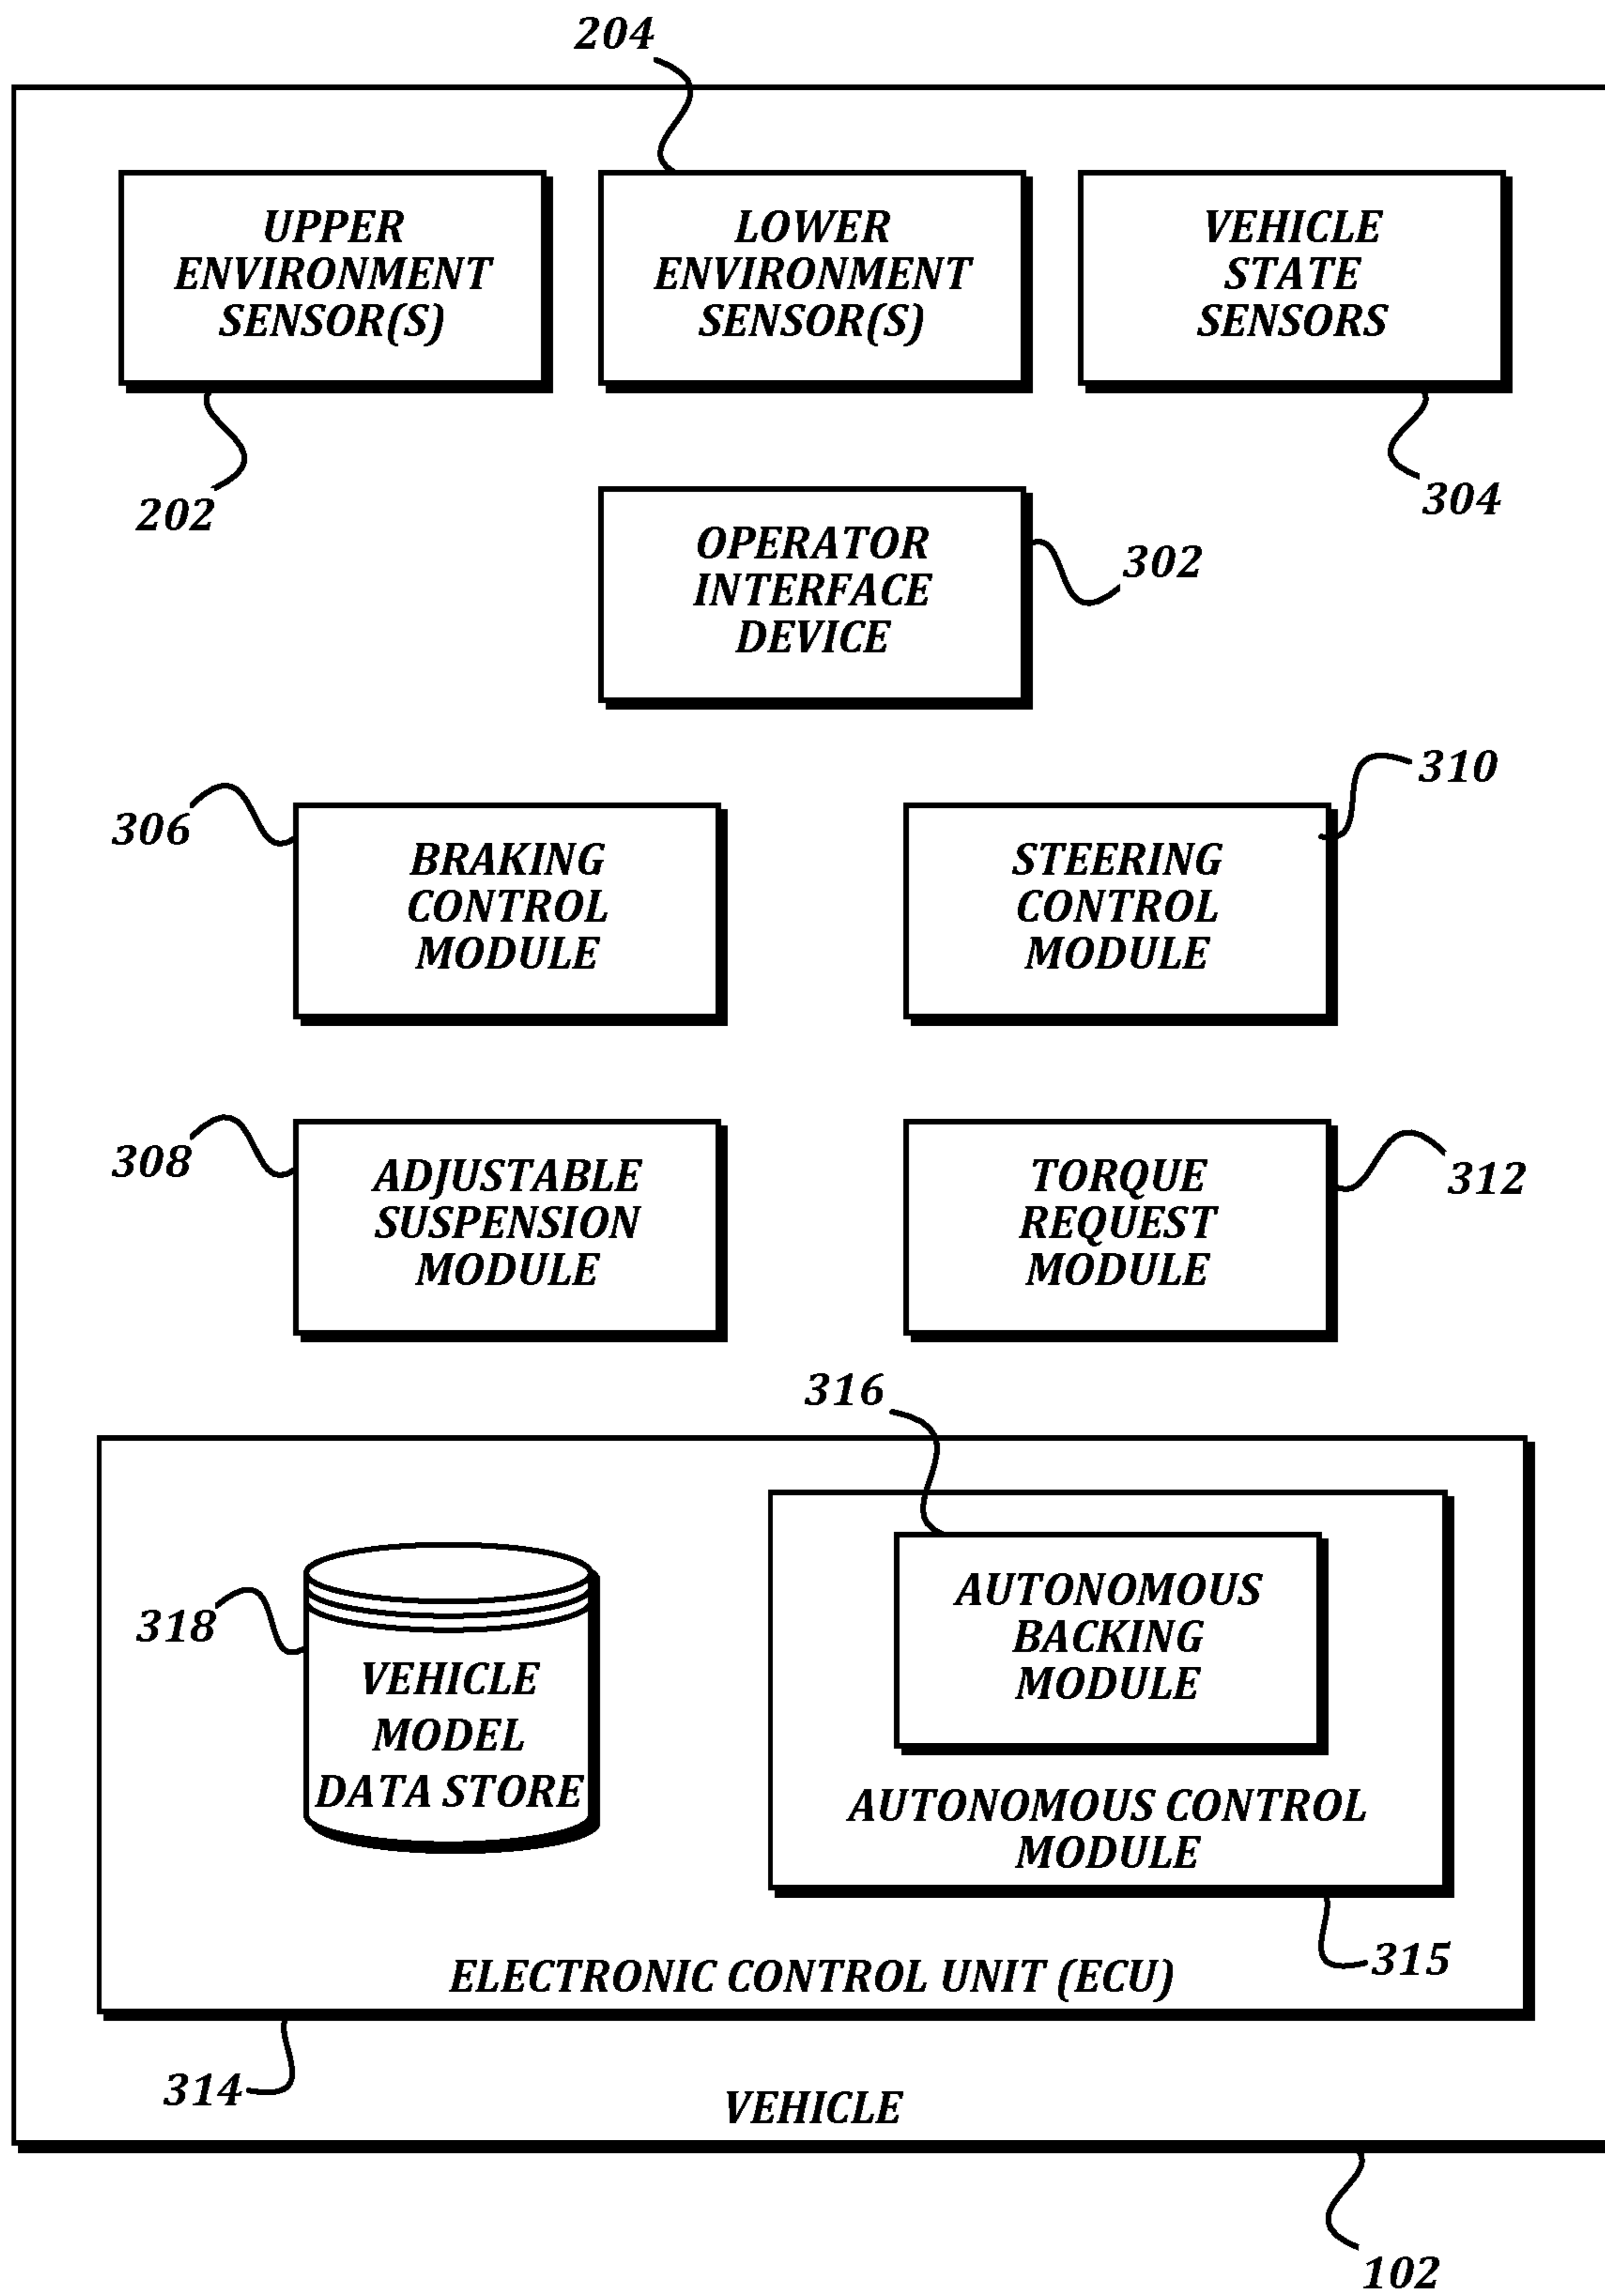 204
UPPER
ENVIRONMENT
SENSOR(S)
LOWER
ENVIRONMENT
SENSOR(S)
VEHICLE
STATE
SENSORS
202
304
OPERATOR
INTERFACE
DEVICE
302
310
306
BRAKING
CONTROL
MODULE
STEERING
CONTROL
MODULE
308
ADJUSTABLE
SUSPENSION
MODULE
TORQUE
REQUEST
MODULE
312
316
318
VEHICLE
MODEL
DATA STORE
AUTONOMOUS
BACKING
MODULE
AUTONOMOUS CONTROL
MODULE
315
ELECTRONIC CONTROL UNIT (ECU)
314
VEHICLE
102